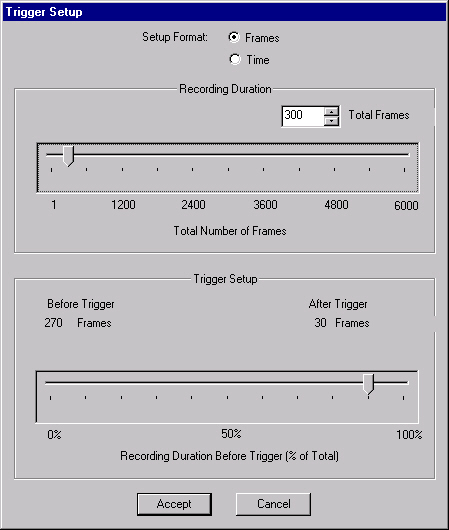 Trigger Setup
Setup Format: Frames
Time
Recording Duration
300 Total Frames
1 1200 2400 3600 4800 6000
Total Number of Frames
Trigger Setup
Before Trigger After Trigger
270 Frames 30 Frames
0% 50% 100%
Recording Duration Before Trigger (% of Total)
Accept Cancel